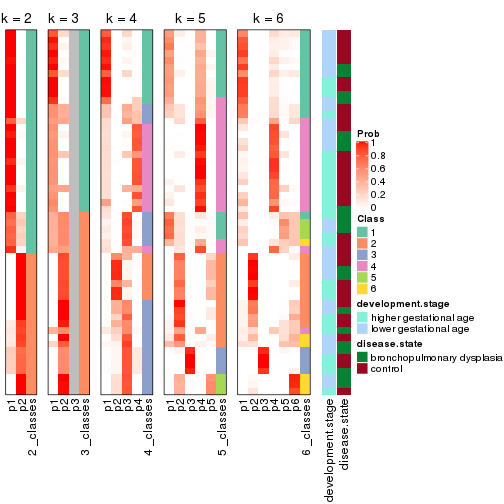 k = 2 k = 3 k = 4 k = 5 k = 6
Prob
1
0.8
0.6
0.4
0.2
0
Class
1
2
3
4
5
6
development.stage
higher gestational age
lower gestational age
disease.state
bronchopulmonary dysplasia
control
p1
p2
2_classes
p1
p2
p3
3_classes
p1
p2
p3
p4
4_classes
p1
p2
p3
p4
p5
5_classes
p1
p2
p3
p4
p5
p6
6_classes
development.stage
disease.state